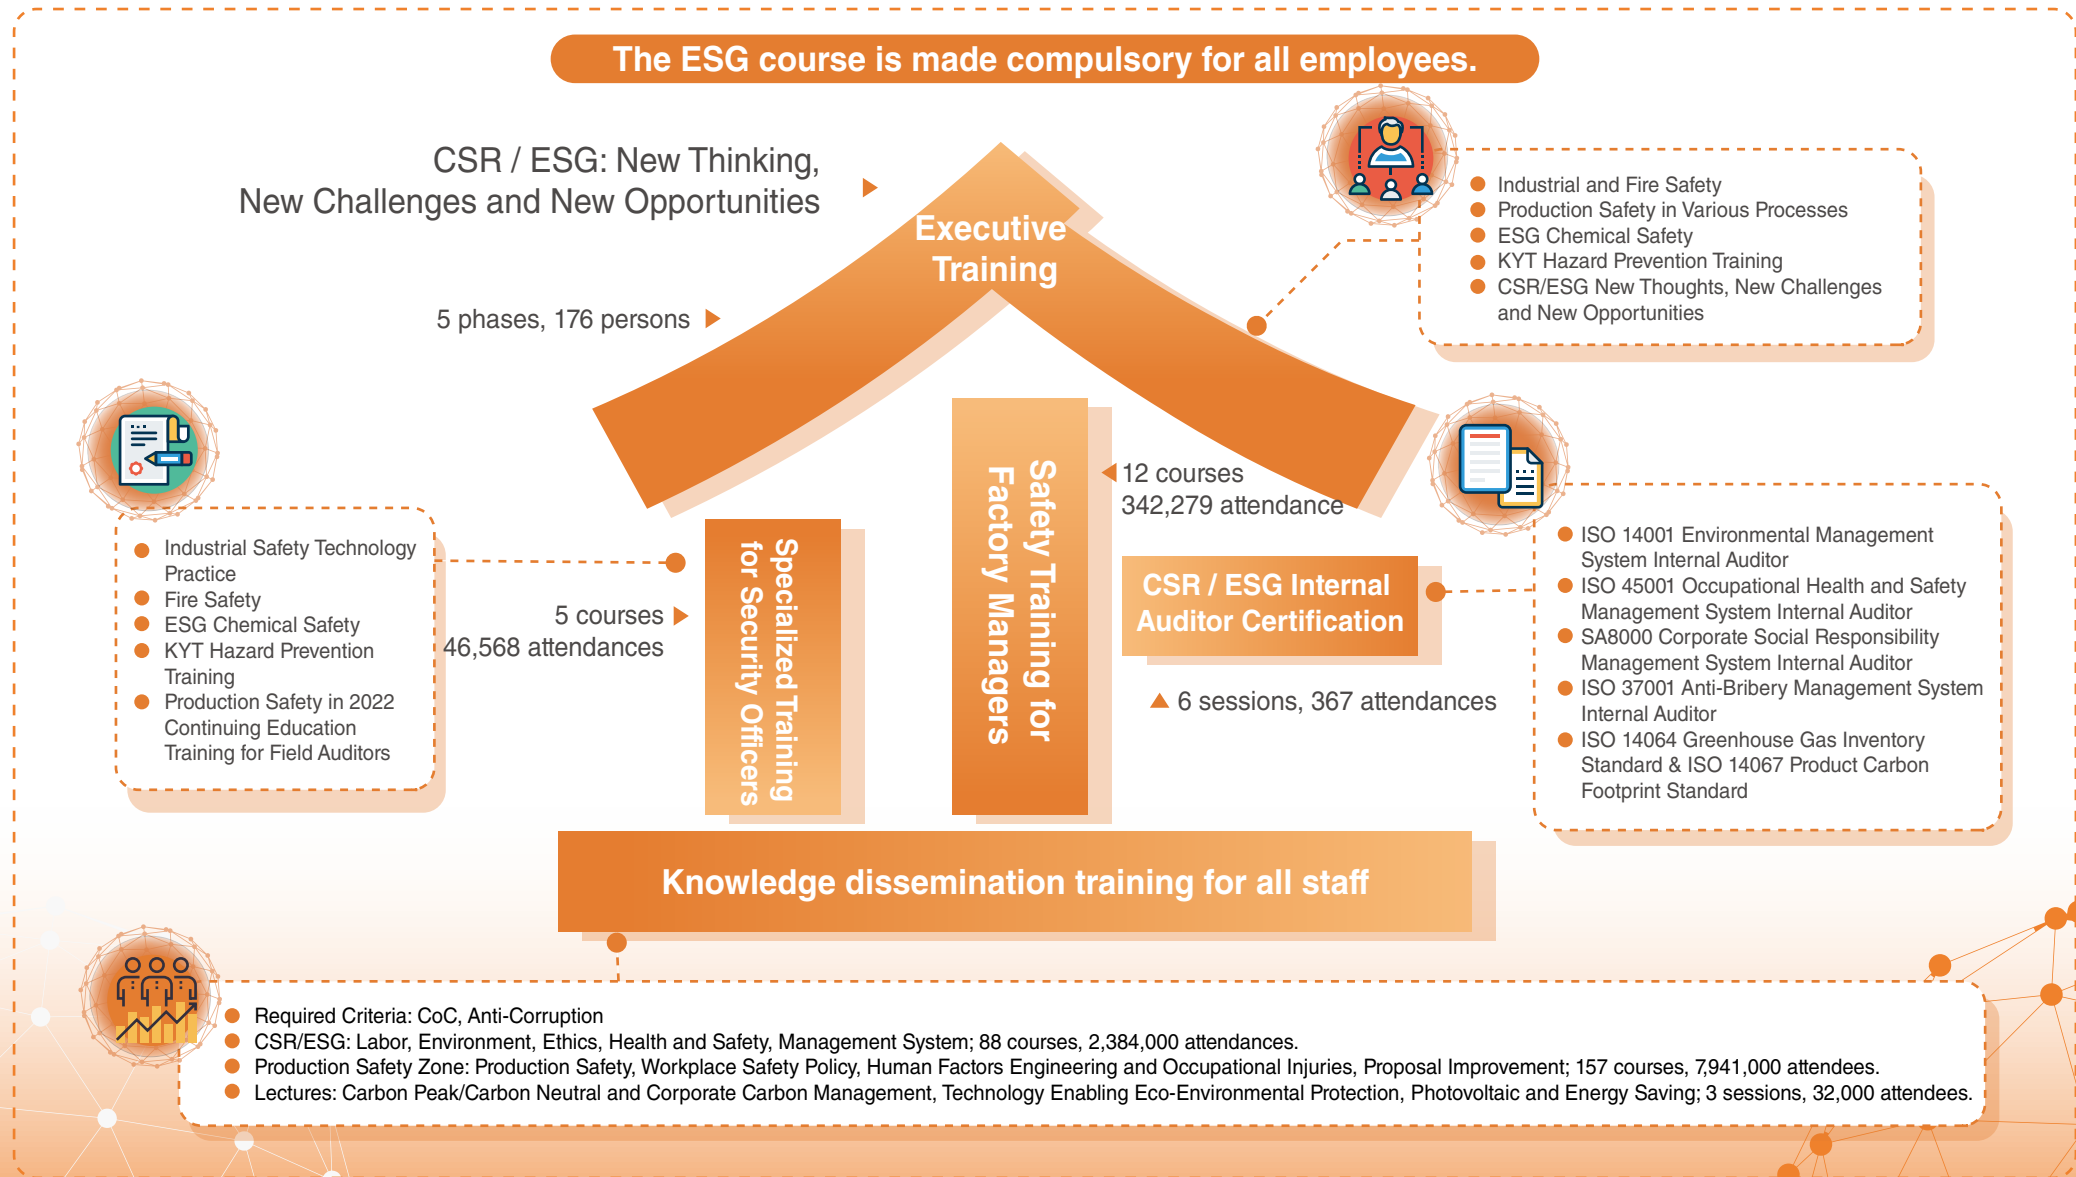 The ESG course is made compulsory for all employees.
CSR / ESG: New Thinking,
New Challenges and New Opportunities
Executive
Training
5 phases, 176 persons
Industrial and Fire Safety
Production Safety in Various Processes
ESG Chemical Safety
KYT Hazard Prevention Training
CSR/ESG New Thoughts, New Challenges
and New Opportunities
Industrial Safety Technology
Practice
Fire Safety
ESG Chemical Safety
KYT Hazard Prevention
Training
Production Safety in 2022
Continuing Education
Training for Field Auditors
5 courses
46,568 attendances
Specialized Training
for Security Officers
Safety Training for
Factory Managers
12 courses
342,279 attendance
CSR / ESG Internal
Auditor Certification
6 sessions, 367 attendances
ISO 14001 Environmental Management
System Internal Auditor
ISO 45001 Occupational Health and Safety
Management System Internal Auditor
SA8000 Corporate Social Responsibility
Management System Internal Auditor
ISO 37001 Anti-Bribery Management System
Internal Auditor
ISO 14064 Greenhouse Gas Inventory
Standard & ISO 14067 Product Carbon
Footprint Standard
Knowledge dissemination training for all staff
Required Criteria: CoC, Anti-Corruption
CSR/ESG: Labor, Environment, Ethics, Health and Safety, Management System; 88 courses, 2,384,000 attendances.
Production Safety Zone: Production Safety, Workplace Safety Policy, Human Factors Engineering and Occupational Injuries, Proposal Improvement; 157 courses, 7,941,000 attendees.
Lectures: Carbon Peak/Carbon Neutral and Corporate Carbon Management, Technology Enabling Eco-Environmental Protection, Photovoltaic and Energy Saving; 3 sessions, 32,000 attendees.